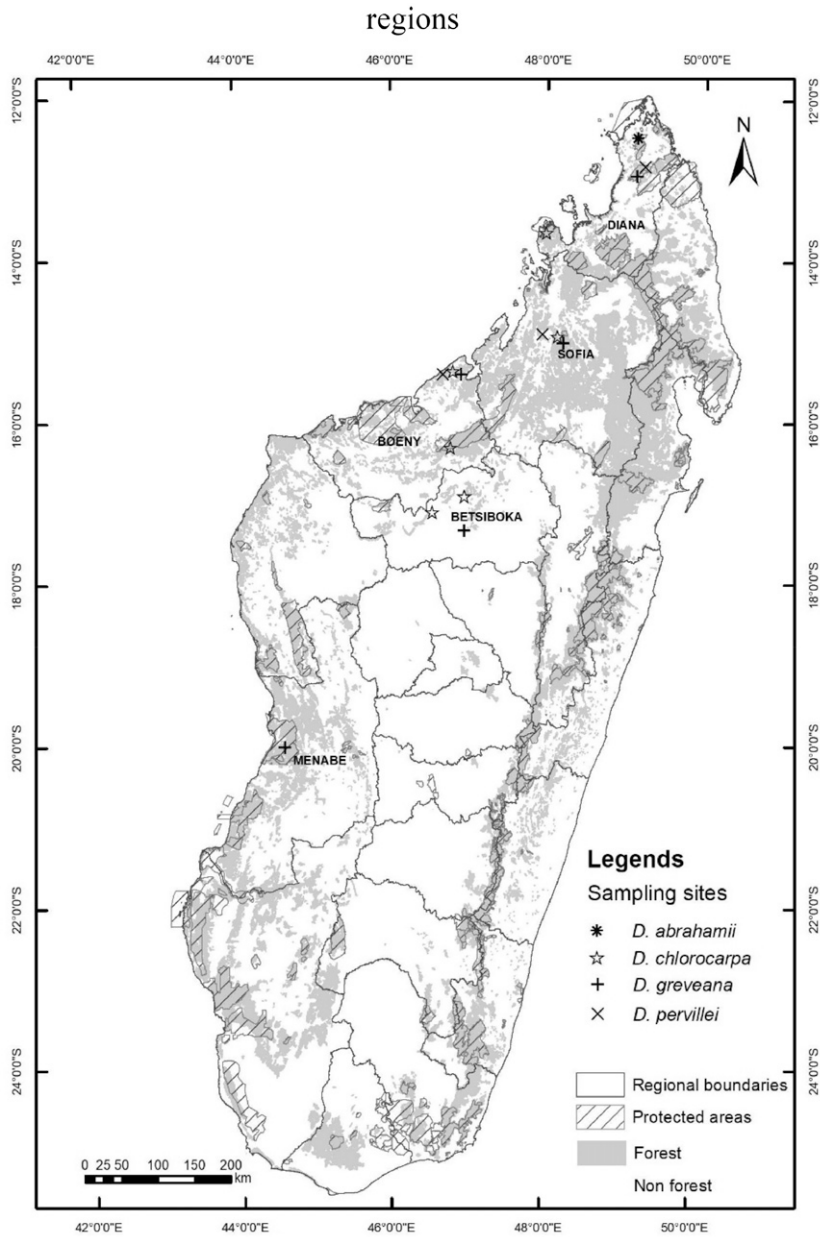 regions
42°0'0"E 44°0'0"E 46°0'0"E 48°0'0"E 50°0'0"E
12°0'0"S 12°0'0"S
N
DIANA
14°0'0"S 14°0'0"S
SOFIA
16°0'0"S 16°0'0"S
BOENY
BETSIBOKA
18°0'0"S 18°0'0"S
20°0'0"S 20°0'0"S
MENABE
Legends
Sampling sites
22°0'0"S 22°0'0"S
D. abrahamii
D. chlorocarpa
D. greveana
D. pervillei
24°0'0"S 24°0'0"S
Regional boundaries
Protected areas
Forest
Non forest
0 25 50 100 150 200
km
42°0'0"E 44°0'0"E 46°0'0"E 48°0'0"E 50°0'0"E